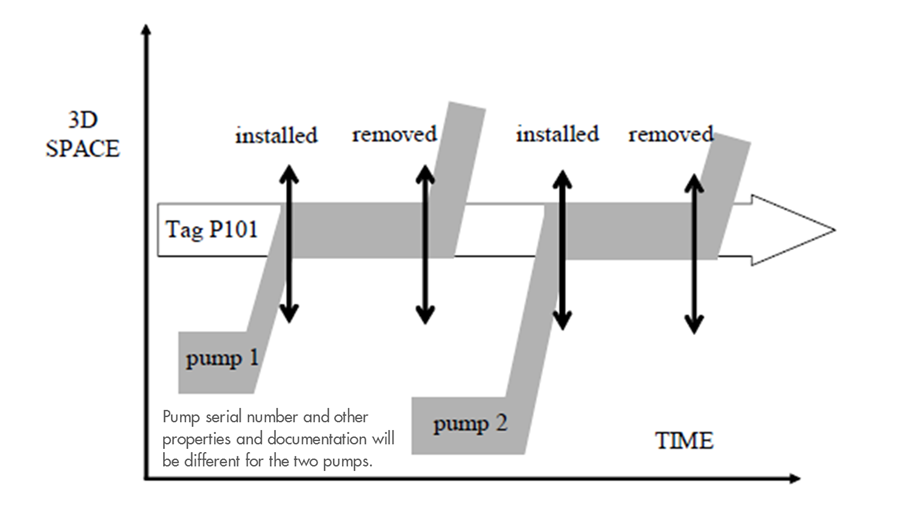 3D
SPACE
installed
removed
installed
removed
Tag P101
pump 1
Pump serial number and other
properties and documentation will
be different for the two pumps.
pump 2
TIME